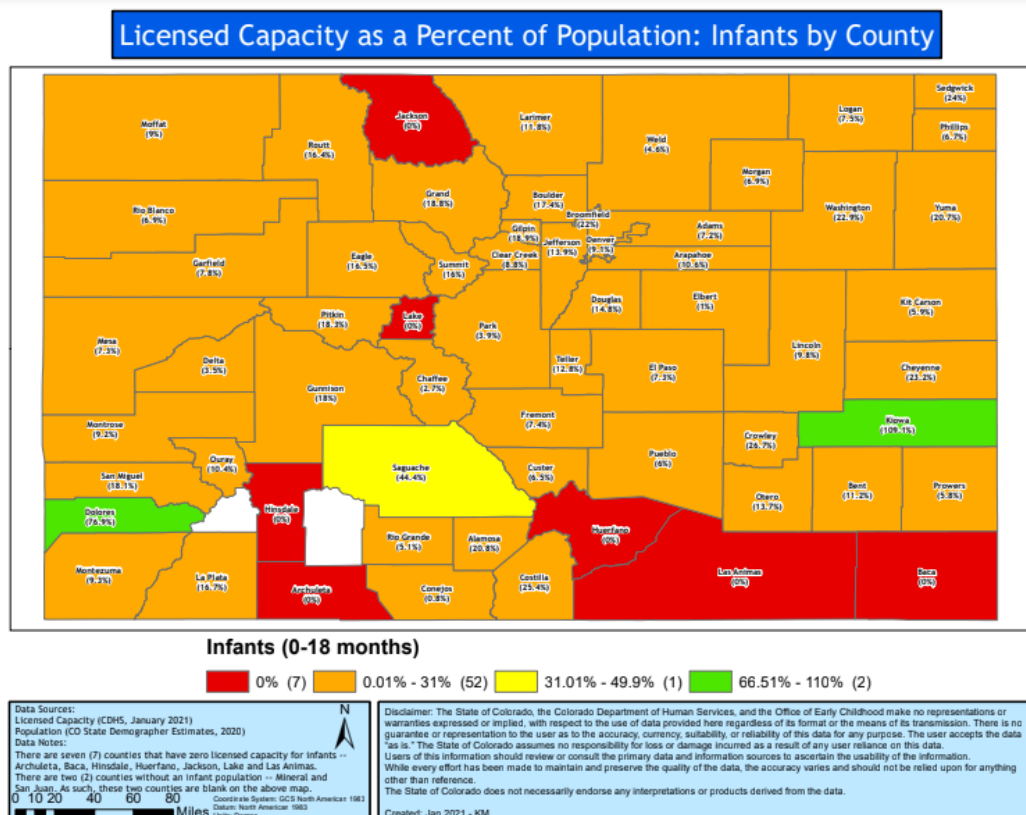 Licensed Capacity as a Percent of Population: Infants by County
Moffat
(9%)
Routt
(16.4%)
Jackson
(0%)
Larimer
(11.8%)
Weld
(4.6%)
Logan
(7.5%)
Sedgwick
(24%)
Phillips
(6.7%)
Morgan
(6.9%)
Washington
(22.9%)
Yuma
(20.7%)
Rio Blanco
(6.9%)
Grand
(18.8%)
Boulder
(17.4%)
Broomfield
(22%)
Gilpin
(18.9%)
Jefferson
(13.9%)
Denver
(9.1%)
Adams
(7.2%)
Arapahoe
(10.6%)
Clear Creek
(8.8%)
Garfield
(7.8%)
Eagle
(16.5%)
Summit
(16%)
Pitkin
(18.3%)
Lake
(0%)
Park
(3.9%)
Douglas
(14.8%)
Elbert
(1%)
Kit Carson
(5.9%)
Lincoln
(9.8%)
Mesa
(7.3%)
Delta
(3.5%)
Gunnison
(18%)
Chaffee
(2.7%)
Teller
(12.8%)
El Paso
(7.3%)
Cheyenne
(23.2%)
Montrose
(9.2%)
Fremont
(7.4%)
Kiowa
(109.1%)
Crowley
(26.7%)
Ouray
(10.4%)
San Miguel
(18.1%)
Saguache
(44.4%)
Custer
(6.5%)
Pueblo
(6%)
Otero
(13.7%)
Bent
(11.2%)
Prowers
(5.8%)
Dolores
(76.9%)
Hinsdale
(0%)
Rio Grande
(5.1%)
Alamosa
(20.8%)
Huerfano
(0%)
Montezuma
(9.3%)
La Plata
(16.7%)
Archuleta
(0%)
Conejos
(0.8%)
Costilla
(25.4%)
Las Animas
(0%)
Baca
(0%)
Infants (0-18 months)
0% (7)
0.01% - 31% (52)
31.01% - 49.9% (1)
66.51% - 110% (2)
Data Sources:
Licensed Capacity (CDHS, January 2021)
Population (CO State Demographer Estimates, 2020)
Data Notes:
There are seven (7) counties that have zero licensed capacity for infants --
Archuleta, Baca, Hinsdale, Huerfano, Jackson, Lake and Las Animas.
There are two (2) counties without an infant population -- Mineral and
San Juan. As such, these two counties are blank on the above map.
N
0 10 20 40 60 80
Miles
Coordinate System: GCS North American 1983
Datum: North American 1983
Disclaimer: The State of Colorado, the Colorado Department of Human Services, and the Office of Early Childhood make no representations or
warranties expressed or implied, with respect to the use of data provided here regardless of its format or the means of its transmission. There is no
guarantee or representation to the user as to the accuracy, currency, suitability, or reliability of this data for any purpose. The user accepts the data
"as is." The State of Colorado assumes no responsibility for loss or damage incurred as a result of any user reliance on this data.
Users of this information should review or consult the primary data and information sources to ascertain the usability of the information.
While every effort has been made to maintain and preserve the quality of the data, the accuracy varies and should not be relied upon for anything
other than reference.
The State of Colorado does not necessarily endorse any interpretations or products derived from the data.
Created: Jan 2021 - KM